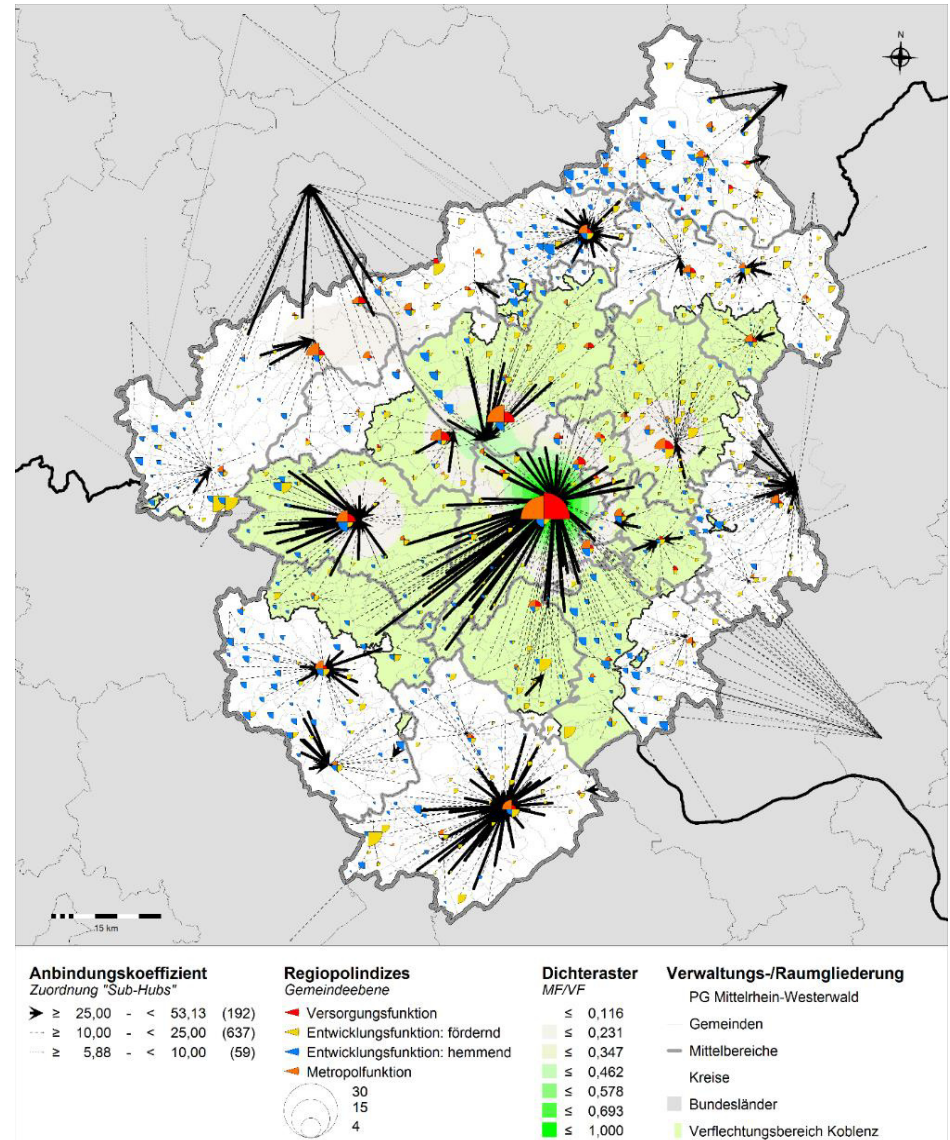 N
15 km
Anbindungskoeffizient
Zuordnung "Sub-Hubs"
≥ 25,00 - < 53,13 (192)
≥ 10,00 - < 25,00 (637)
≥ 5,88 - < 10,00 (59)
Regiopolindizes
Gemeindeebene
Versorgungsfunktion
Entwicklungsfunktion: fördernd
Entwicklungsfunktion: hemmend
Metropolfunktion
30
15
4
Dichteraster
MF/VF
≤ 0,116
≤ 0,231
≤ 0,347
≤ 0,462
≤ 0,578
≤ 0,693
≤ 1,000
Verwaltungs-/Raumgliederung
PG Mittelrhein-Westerwald
Gemeinden
Mittelbereiche
Kreise
Bundesländer
Verflechtungsbereich Koblenz